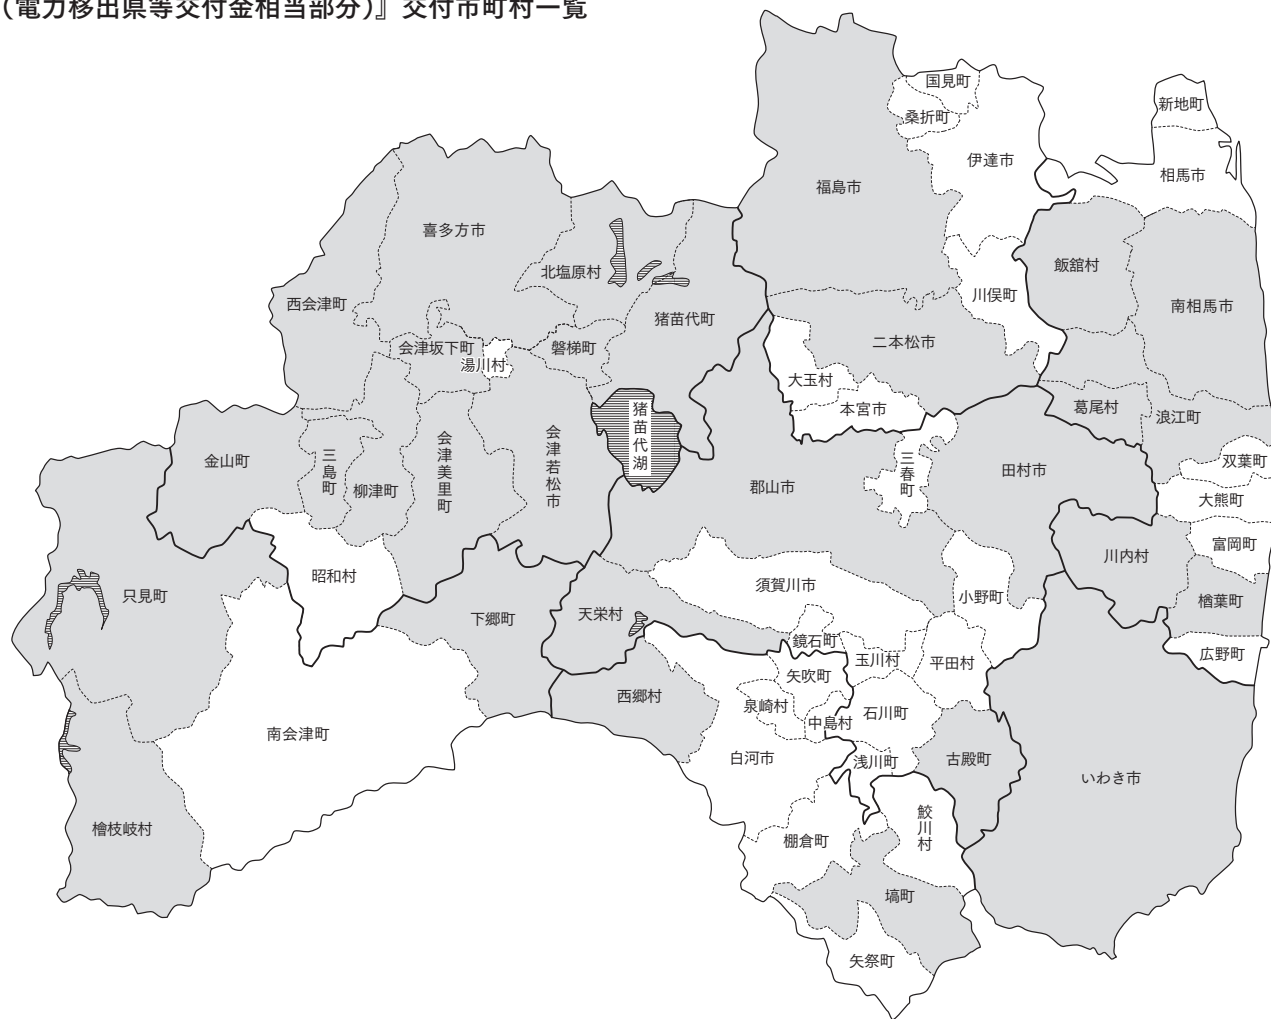 （電力移出県等交付金相当部分）』交付市町村一覧
国見町
桑折町
新地町
伊達市
相馬市
福島市
喜多方市
北塩原村
飯舘村
川俣町
西会津町
南相馬市
猪苗代町
二本松市
会津坂下町
磐梯町
湯川村
大玉村
本宮市
葛尾村
浪江町
猪苗代湖
金山町
三島町
柳津町
会津美里町
会津若松市
郡山市
三春町
田村市
双葉町
大熊町
富岡町
川内村
昭和村
只見町
須賀川市
小野町
楢葉町
下郷町
天栄村
鏡石町
玉川村
平田村
広野町
矢吹町
西郷村
泉崎村
中島村
石川町
南会津町
白河市
浅川町
古殿町
いわき市
檜枝岐村
棚倉町
鮫川村
塙町
矢祭町